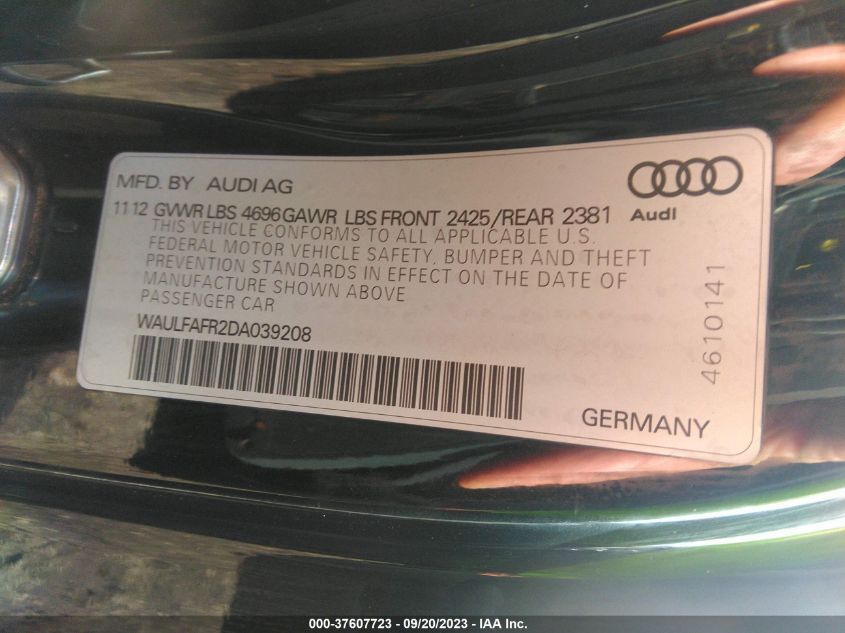 MFD. BY AUDI AG
Audi
11 12 GVWR LBS 4696 GAWR LBS FRONT 2425/REAR 2381
THIS VEHICLE CONFORMS TO ALL APPLICABLE U.S.
FEDERAL MOTOR VEHICLE SAFETY, BUMPER AND THEFT
PREVENTION STANDARDS IN EFFECT ON THE DATE OF
MANUFACTURE SHOWN ABOVE
PASSENGER CAR
WAULFAFR2DA039208
4610141
GERMANY
000-37607723 - 09/20/2023 - IAA Inc.